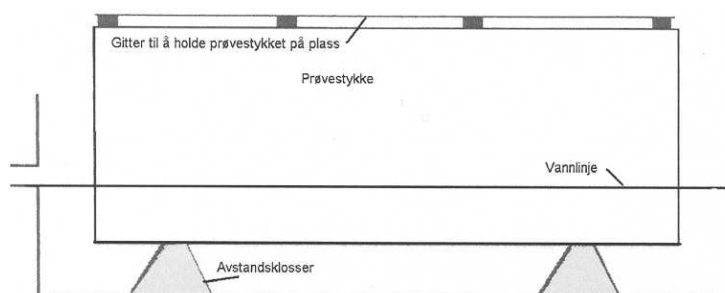 Gitter til å holde prøvestykket på plass
Prøvestykke
Vannlinje
Avstandsklosser